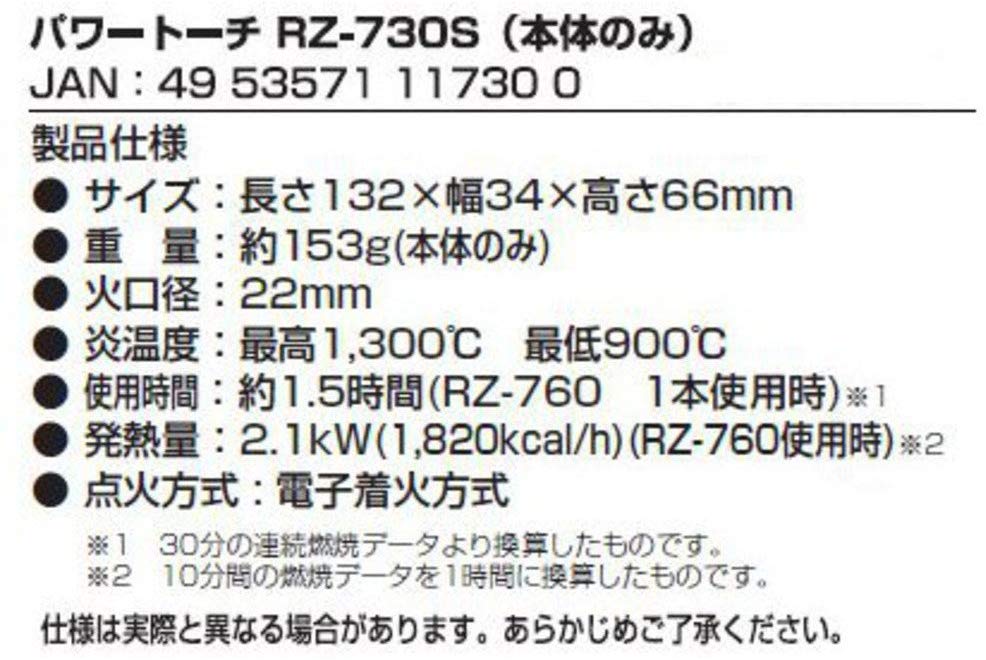 パワートーチ RZ-730S（本体のみ）
JAN：49 53571 11730 0
製品仕様
● サイズ：長さ132×幅34×高さ66mm
● 重　量：約153g(本体のみ)
● 火口径：22mm
● 炎温度：最高1,300℃　最低900℃
● 使用時間：約1.5時間(RZ-760　1本使用時)※1
● 発熱量：2.1kW(1,820kcal/h)(RZ-760使用時)※2
● 点火方式：電子着火方式
※1　30分の連続燃焼データより換算したものです。
※2　10分間の燃焼データを1時間に換算したものです。
仕様は実際と異なる場合があります。あらかじめご了承ください。